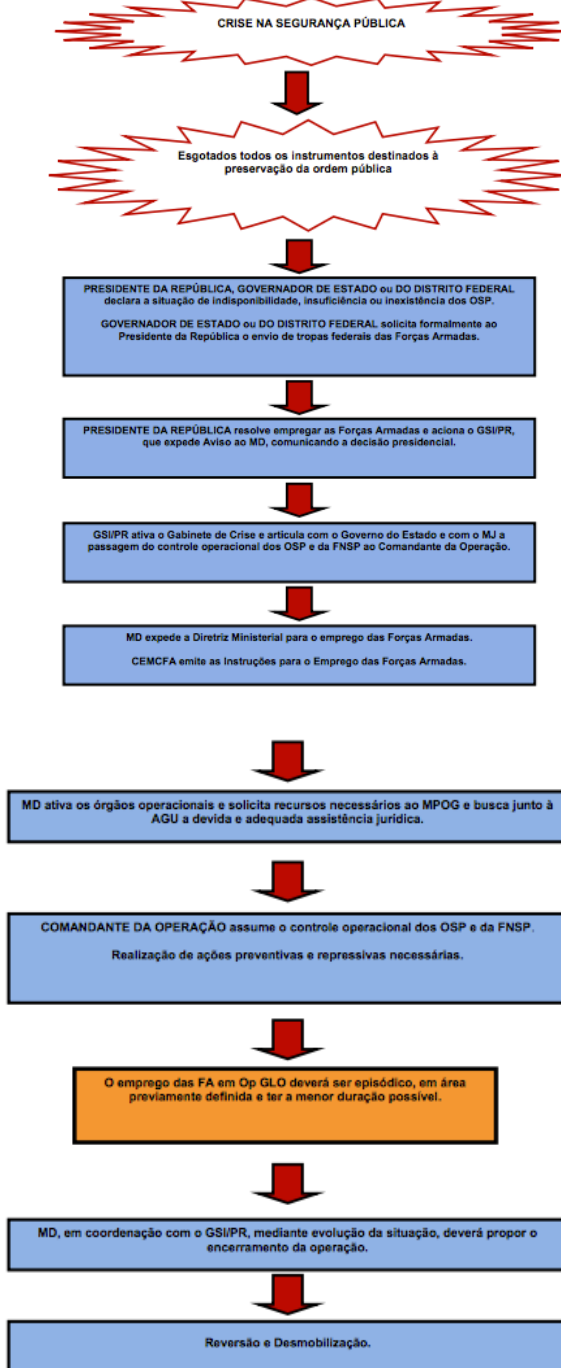 CRISE NA SEGURANÇA PÚBLICA
Esgotados todos os instrumentos destinados à
preservação da ordem pública
PRESIDENTE DA REPÚBLICA, GOVERNADOR DE ESTADO ou DO DISTRITO FEDERAL
declara a situação de indisponibilidade, insuficiência ou inexistência dos OSP.
GOVERNADOR DE ESTADO ou DO DISTRITO FEDERAL solicita formalmente ao
Presidente da República o envio de tropas federais das Forças Armadas.
PRESIDENTE DA REPÚBLICA resolve empregar as Forças Armadas e aciona o GSI/PR,
que expede Aviso ao MD, comunicando a decisão presidencial.
GSI/PR ativa o Gabinete de Crise e articula com o Governo do Estado e com o MJ a
passagem do controle operacional dos OSP e da FNSP ao Comandante da Operação.
MD expede a Diretriz Ministerial para o emprego das Forças Armadas.
CEMCFA emite as Instruções para o Emprego das Forças Armadas.
MD ativa os órgãos operacionais e solicita recursos necessários ao MPOG e busca junto à
AGU a devida e adequada assistência jurídica.
COMANDANTE DA OPERAÇÃO assume o controle operacional dos OSP e da FNSP.
Realização de ações preventivas e repressivas necessárias.
O emprego das FA em Op GLO deverá ser episódico, em área
previamente definida e ter a menor duração possível.
MD, em coordenação com o GSI/PR, mediante evolução da situação, deverá propor o
encerramento da operação.
Reversão e Desmobilização.